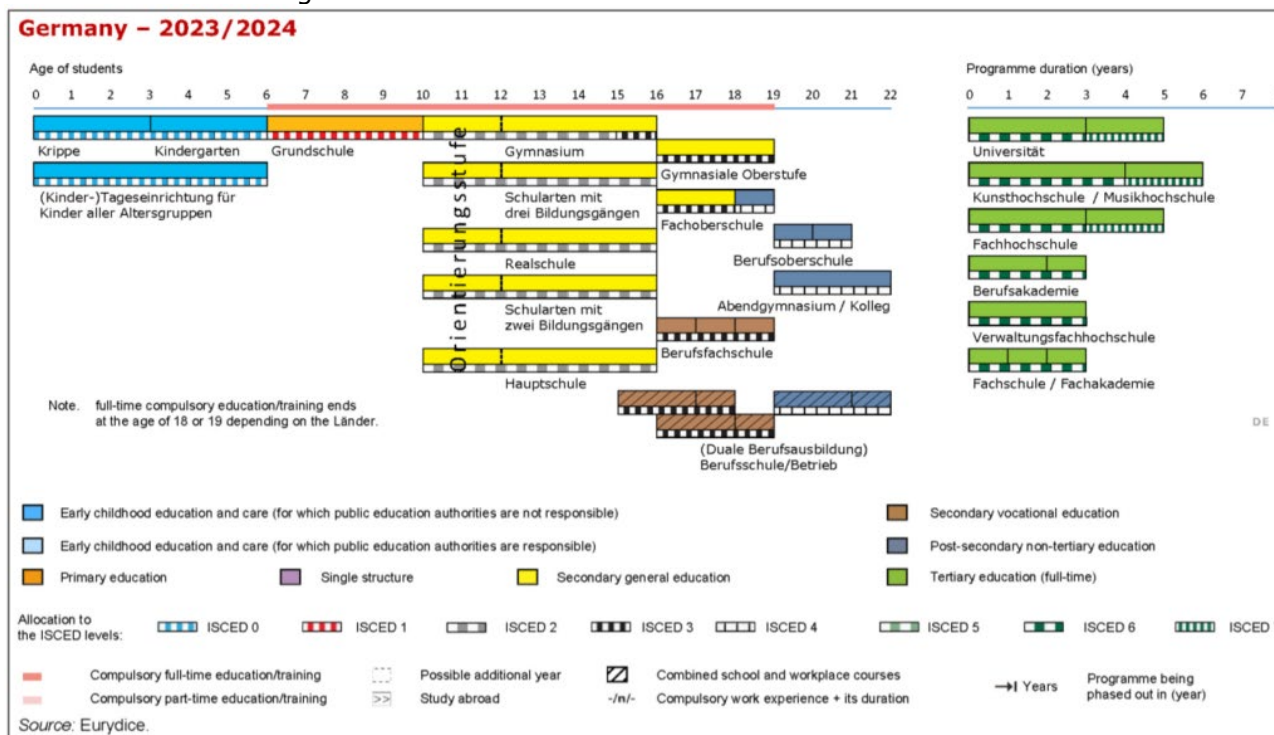 Germany – 2023/2024
Age of students
Programme duration (years)
0 1 2 3 4 5 6 7 8 9 10 11 12 13 14 15 16 17 18 19 20 21 22
0 1 2 3 4 5 6 7
Krippe
Kindergarten
Grundschule
Orientierungsstufe
Gymnasium
Gymnasiale Oberstufe
(Kinder-)Tageseinrichtung für
Kinder aller Altersgruppen
Schularten mit
drei Bildungsgängen
Fachoberschule
Realschule
Berufsoberschule
Schularten mit
zwei Bildungsgängen
Abendgymnasium / Kolleg
Berufsfachschule
Hauptschule
(Duale Berufsausbildung)
Berufsschule/Betrieb
Universität
Kunsthochschule / Musikhochschule
Fachhochschule
Berufsakademie
Verwaltungsfachhochschule
Fachschule / Fachakademie
Note. full-time compulsory education/training ends
at the age of 18 or 19 depending on the Länder.
DE
Early childhood education and care (for which public education authorities are not responsible)
Secondary vocational education
Early childhood education and care (for which public education authorities are responsible)
Post-secondary non-tertiary education
Primary education
Single structure
Secondary general education
Tertiary education (full-time)
Allocation to
the ISCED levels:
ISCED 0
ISCED 1
ISCED 2
ISCED 3
ISCED 4
ISCED 5
ISCED 6
ISCED
Compulsory full-time education/training
Possible additional year
Combined school and workplace courses
Years
Programme being
phased out in (year)
Compulsory part-time education/training
>>
Study abroad
-/n/-
Compulsory work experience + its duration
Source: Eurydice.